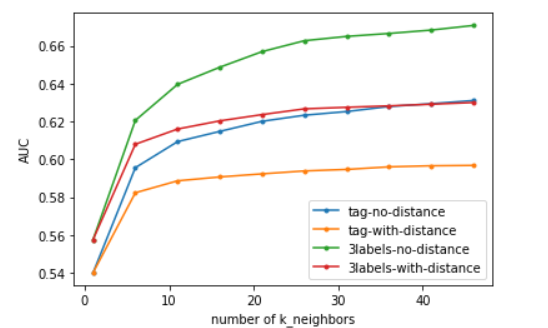 0.66
0.64
0.62
0.60
0.58
0.56
0.54
AUC
0
10
20
30
40
number of k_neighbors
tag-no-distance
tag-with-distance
3labels-no-distance
3labels-with-distance